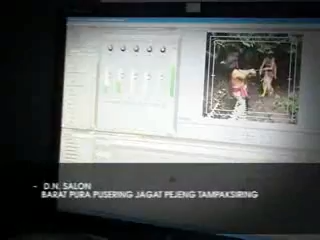 - D.N. SALON
BARAT PURA PUSERING JAGAT PEJENG TAMPAKSIRING